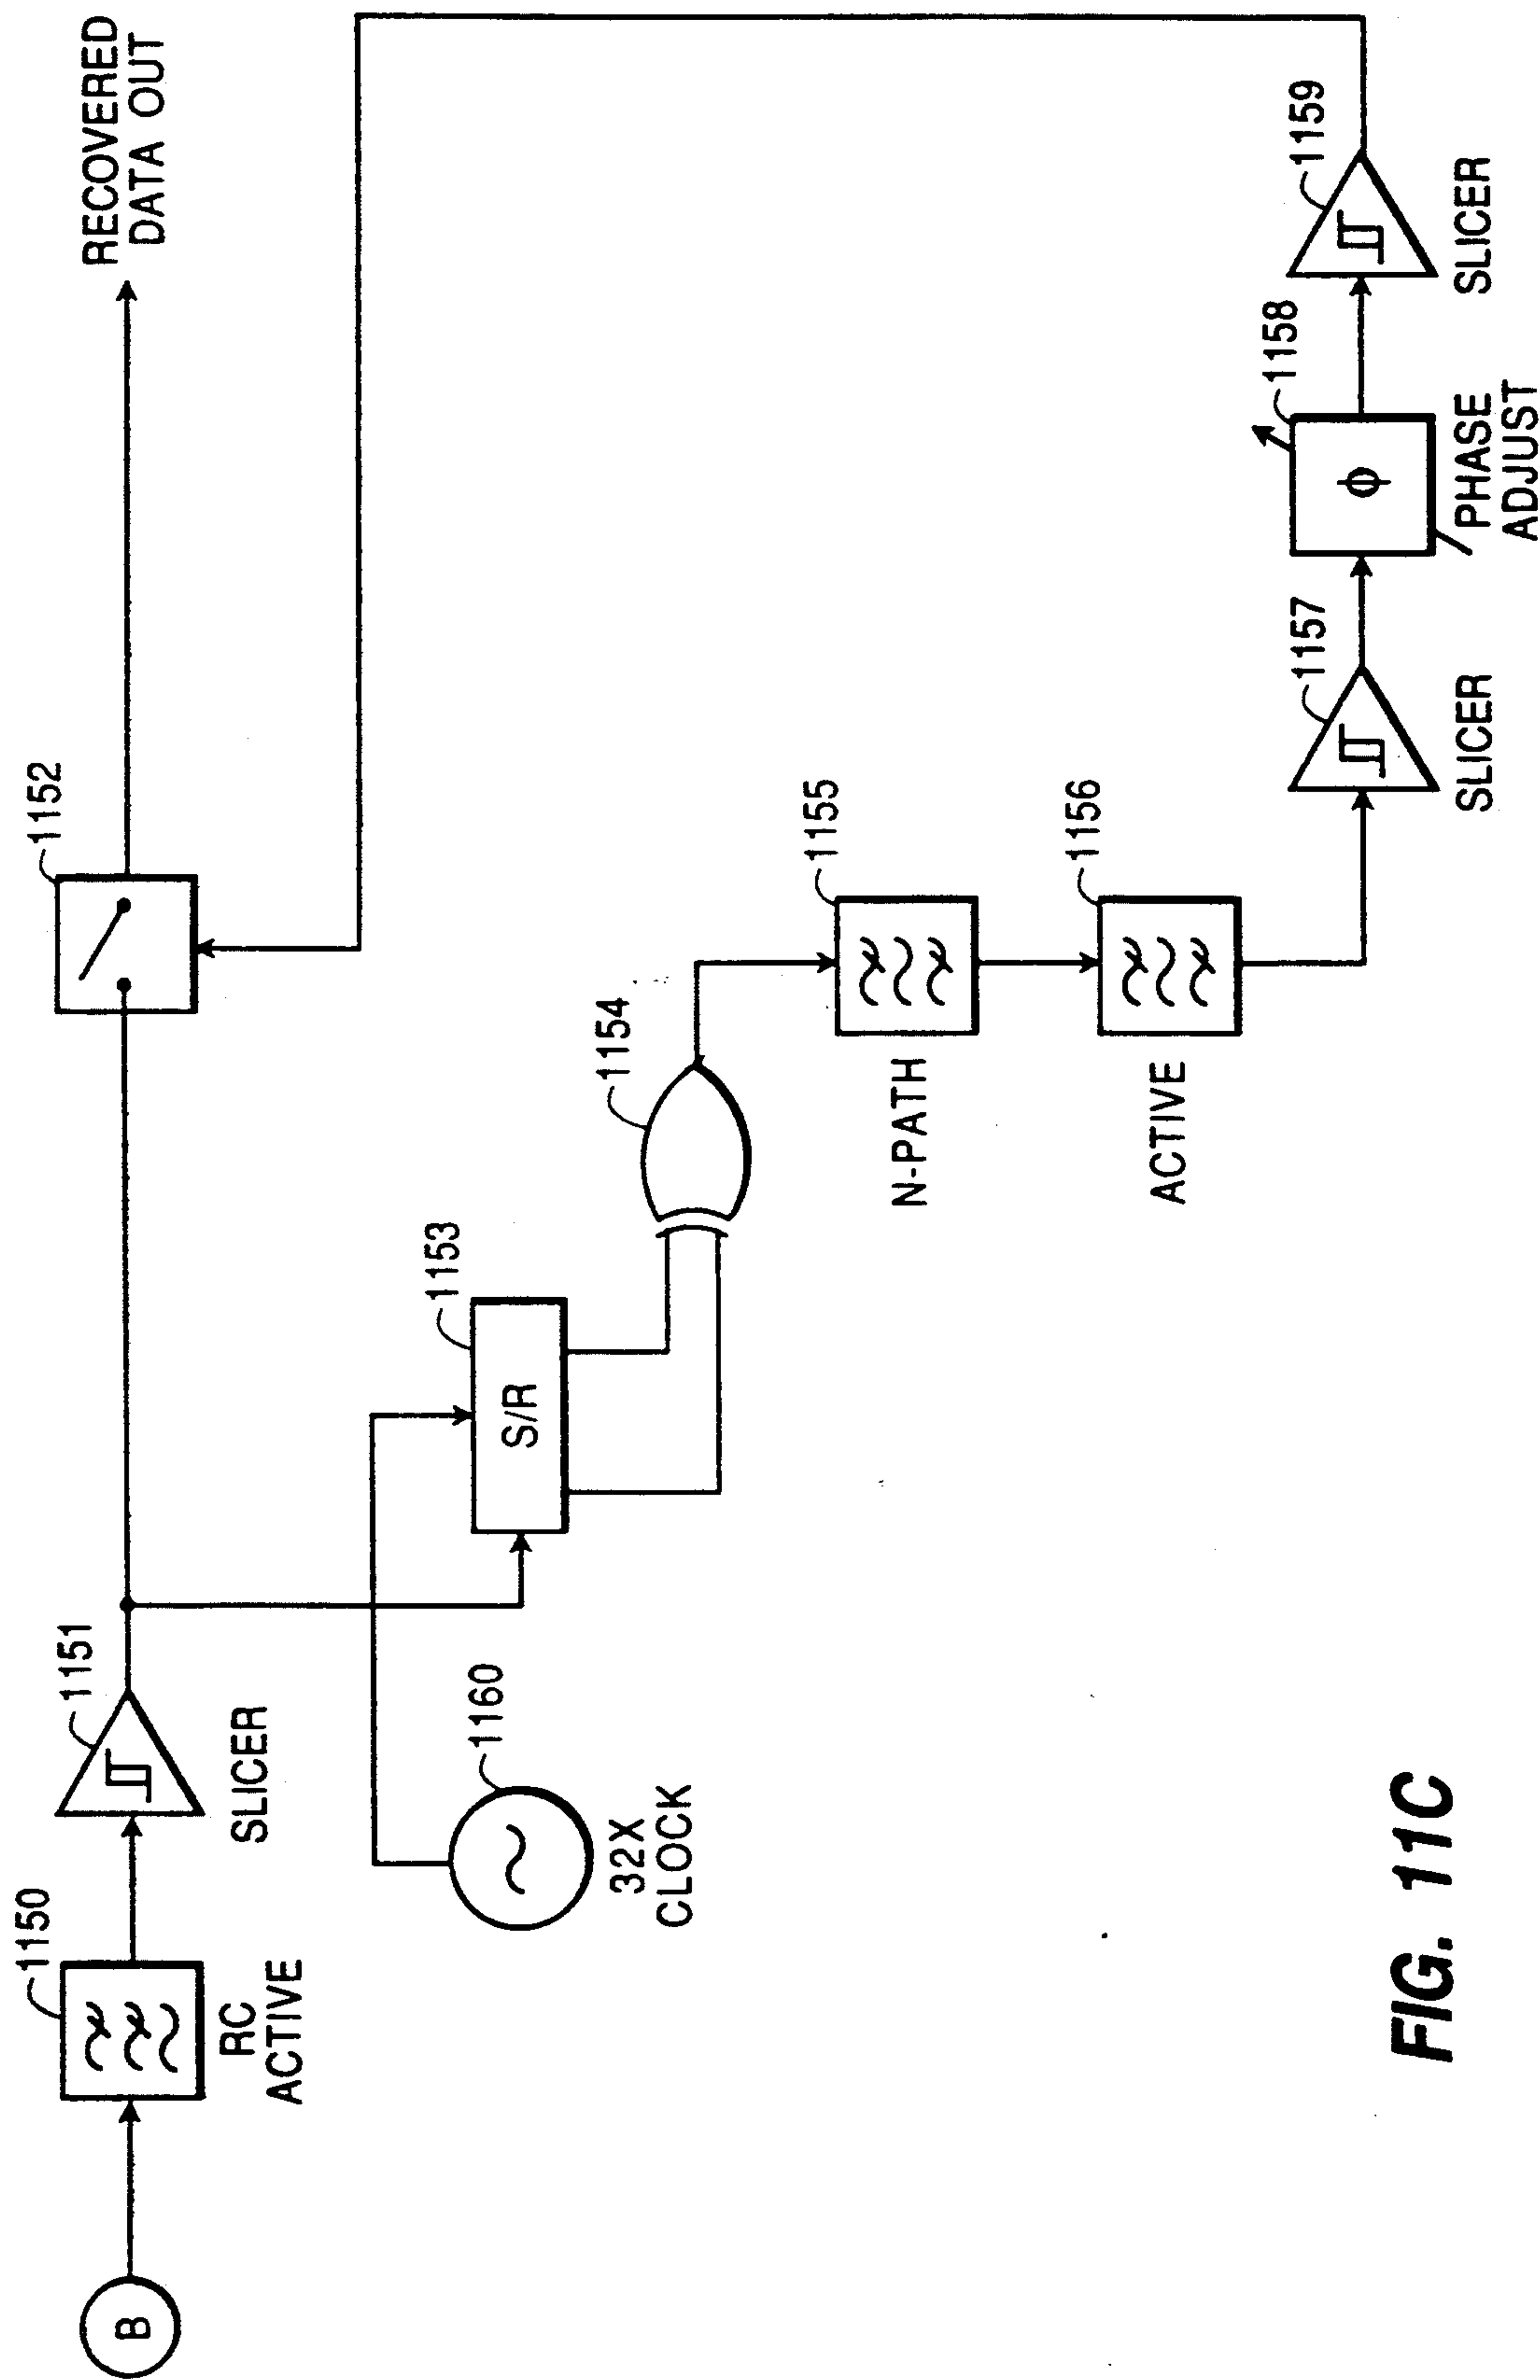 B
1150
RC
ACTIVE
1151
SLICER
1152
RECOVERED
DATA OUT
1160
32X
CLOCK
1153
S/R
1154
1155
N-PATH
1156
ACTIVE
1157
SLICER
1158
Φ
PHASE
ADJUST
1159
SLICER
FIG. 11C